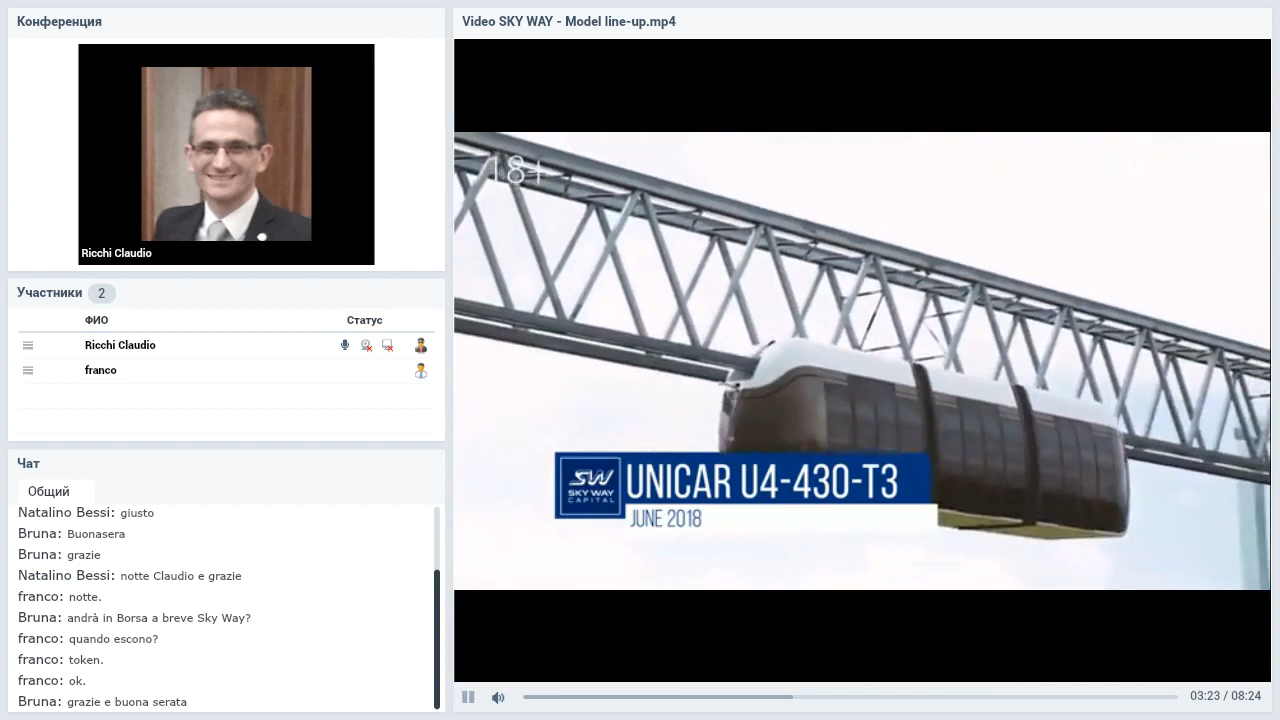 Конференция
Ricchi Claudio
Участники 2
ФИО Статус
Ricchi Claudio
franco
Чат
Общий
Natalino Bessi: giusto
Bruna: Buonasera
Bruna: grazie
Natalino Bessi: notte Claudio e grazie
franco: notte.
Bruna: andrà in Borsa a breve Sky Way?
franco: quando escono?
franco: token.
franco: ok.
Bruna: grazie e buona serata
Video SKY WAY - Model line-up.mp4
18+
SW
SKY WAY
CAPITAL
UNICAR U4-430-T3
JUNE 2018
03:23 / 08:24